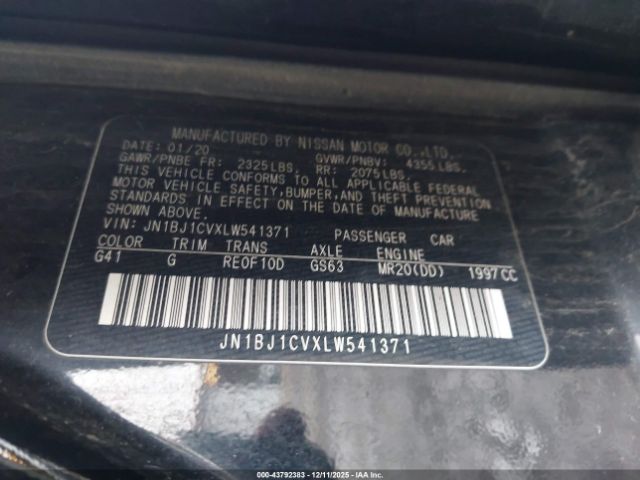 MANUFACTURED BY NISSAN MOTOR CO.,LTD.
DATE: 01/20
GAWR/PNBE FR: 2325LBS. GVWR/PNBV: 4355LBS.
RR: 2075LBS.
THIS VEHICLE CONFORMS TO ALL APPLICABLE FEDERAL
MOTOR VEHICLE SAFETY,BUMPER,AND THEFT PREVENTION
STANDARDS IN EFFECT ON THE DATE OF MANUFACTURE
SHOWN ABOVE.
VIN: JN1BJ1CVXLW541371 PASSENGER CAR
COLOR TRIM TRANS AXLE ENGINE
G41 G RE0F10D GS63 MR20(DD) 1997CC
JN1BJ1CVXLW541371
000-43792383 - 12/11/2025 - IAA Inc.